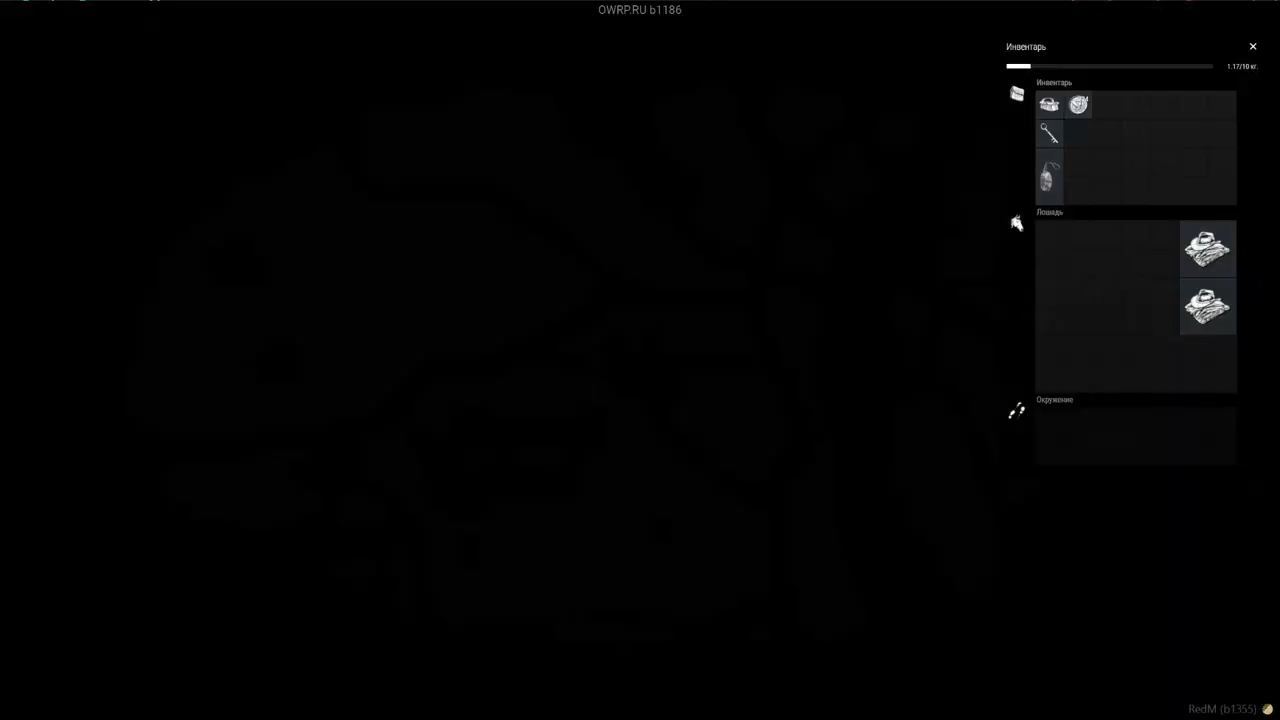 OWRP.RU b1186
Инвентарь
1.17/10 кг.
Инвентарь
Лошадь
Окружение
RedM (b1355)